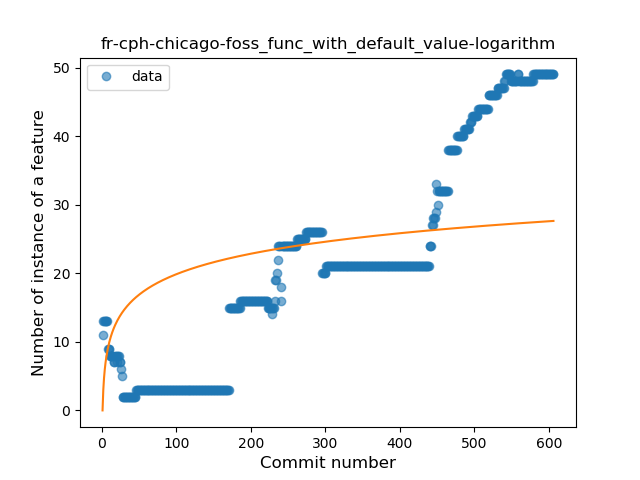 fr-cph-chicago-foss_func_with_default_value-logarithm
data
Number of instance of a feature
50
40
30
20
10
0
0 100 200 300 400 500 600
Commit number